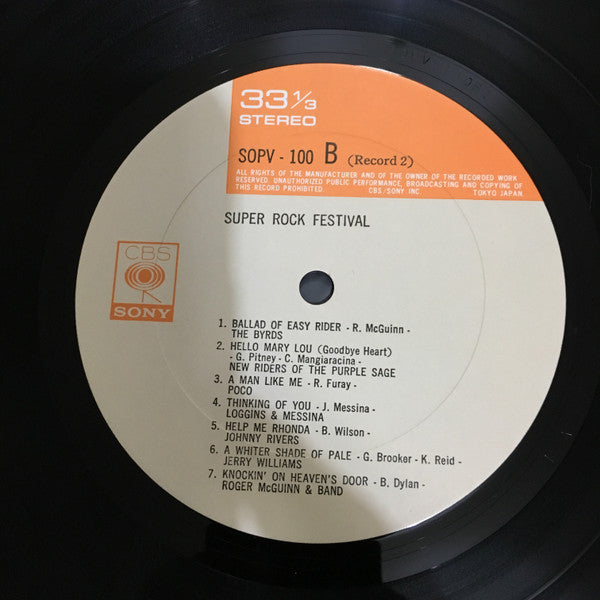 33 1/3
STEREO
SOPV - 100 B (Record 2)
ALL RIGHTS OF THE MANUFACTURER AND OF THE OWNER OF THE RECORDED WORK
RESERVED. UNAUTHORIZED PUBLIC PERFORMANCE, BROADCASTING AND COPYING OF
THIS RECORD PROHIBITED CBS/SONY INC. TOKYO JAPAN.
SUPER ROCK FESTIVAL
CBS
SONY
1. BALLAD OF EASY RIDER - R. McGuinn -
THE BYRDS
2. HELLO MARY LOU (Goodbye Heart)
- G. Pitney - C. Mangiaracina -
NEW RIDERS OF THE PURPLE SAGE
3. A MAN LIKE ME - R. Furay -
POCO
4. THINKING OF YOU - J. Messina -
LOGGINS & MESSINA
5. HELP ME RHONDA - B. Wilson -
JOHNNY RIVERS
6. A WHITER SHADE OF PALE - G. Brooker - K. Reid -
JERRY WILLIAMS
7. KNOCKIN' ON HEAVEN'S DOOR - B. Dylan -
ROGER McGUINN & BAND